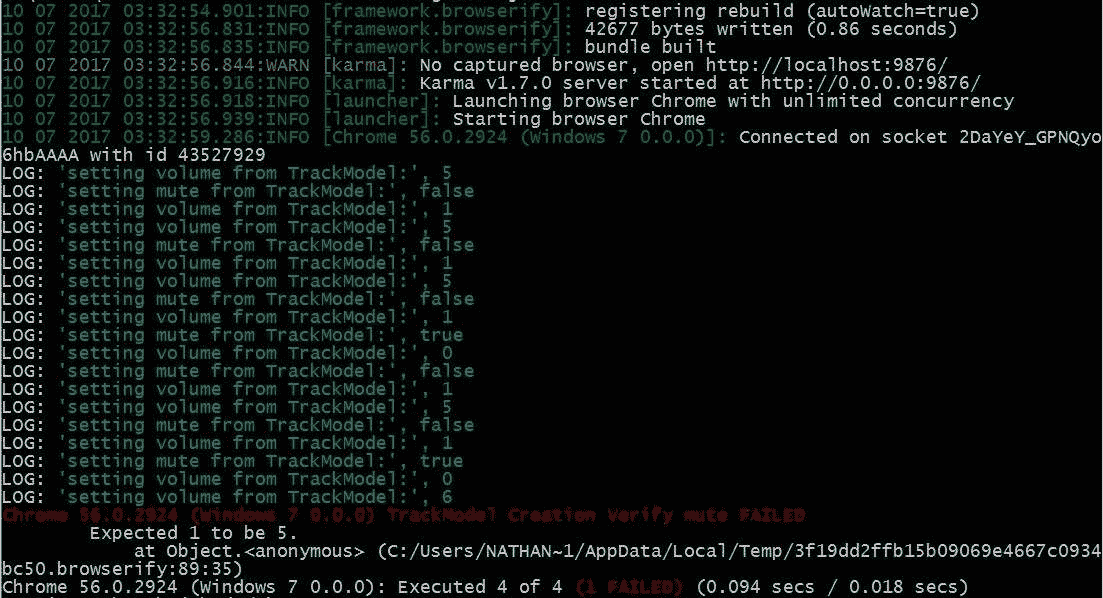 10 07 2017 03:32:54.901:INFO [framework.browserify]: registering rebuild (autoWatch=true)
10 07 2017 03:32:56.831:INFO [framework.browserify]: 42677 bytes written (0.86 seconds)
10 07 2017 03:32:56.835:INFO [framework.browserify]: bundle built
10 07 2017 03:32:56.844:WARN [karma]: No captured browser, open http://localhost:9876/
10 07 2017 03:32:56.916:INFO [karma]: Karma v1.7.0 server started at http://0.0.0.0:9876/
10 07 2017 03:32:56.918:INFO [launcher]: Launching browser Chrome with unlimited concurrency
10 07 2017 03:32:56.939:INFO [launcher]: Starting browser Chrome
10 07 2017 03:32:59.286:INFO [Chrome 56.0.2924 (Windows 7 0.0.0)]: Connected on socket 2DaYeY_GPNQyo
6hbAAAA with id 43527929
LOG: 'setting volume from TrackModel:', 5
LOG: 'setting mute from TrackModel:', false
LOG: 'setting volume from TrackModel:', 1
LOG: 'setting volume from TrackModel:', 5
LOG: 'setting mute from TrackModel:', false
LOG: 'setting volume from TrackModel:', 1
LOG: 'setting volume from TrackModel:', 5
LOG: 'setting mute from TrackModel:', false
LOG: 'setting volume from TrackModel:', 1
LOG: 'setting mute from TrackModel:', true
LOG: 'setting volume from TrackModel:', 0
LOG: 'setting mute from TrackModel:', false
LOG: 'setting volume from TrackModel:', 1
LOG: 'setting volume from TrackModel:', 5
LOG: 'setting mute from TrackModel:', false
LOG: 'setting volume from TrackModel:', 1
LOG: 'setting mute from TrackModel:', true
LOG: 'setting volume from TrackModel:', 0
LOG: 'setting volume from TrackModel:', 6
Chrome 56.0.2924 (Windows 7 0.0.0) TrackModel Creation Verify mute FAILED
Expected 1 to be 5.
at Object.<anonymous> (C:/Users/NATHAN~1/AppData/Local/Temp/3f19dd2ffb15b09069e4667c0934
bc50.browserify:89:35)
Chrome 56.0.2924 (Windows 7 0.0.0): Executed 4 of 4 (1 FAILED) (0.094 secs / 0.018 secs)